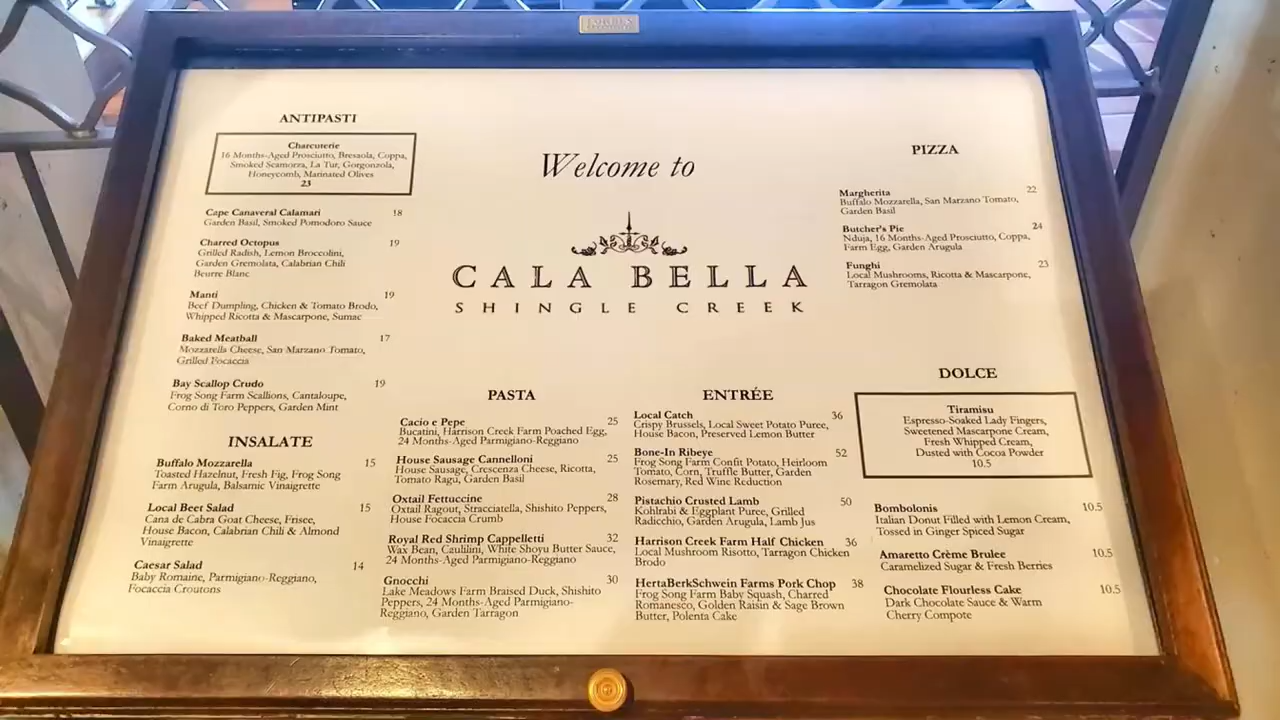 ANTIPASTI
Charcuterie
16 Months-Aged Prosciutto, Bresaola, Coppa,
Smoked Scamorza, La Tur, Gorgonzola,
Honeycomb, Marinated Olives
23
Cape Canaveral Calamari 18
Garden Basil, Smoked Pomodoro Sauce
Charred Octopus 19
Grilled Radish, Lemon Broccolini,
Garden Gremolata, Calabrian Chili
Beurre Blanc
Manti 19
Beef Dumpling, Chicken & Tomato Brodo,
Whipped Ricotta & Mascarpone, Sumac
Baked Meatball 17
Mozzarella Cheese, San Marzano Tomato,
Grilled Focaccia
Bay Scallop Crudo 19
Frog Song Farm Scallions, Cantaloupe,
Corno di Toro Peppers, Garden Mint
INSALATE
Buffalo Mozzarella 15
Toasted Hazelnut, Fresh Fig, Frog Song
Farm Arugula, Balsamic Vinaigrette
Local Beet Salad 15
Cana de Cabra Goat Cheese, Frisee,
House Bacon, Calabrian Chili & Almond
Vinaigrette
Caesar Salad 14
Baby Romaine, Parmigiano-Reggiano,
Focaccia Croutons
Welcome to
CALA BELLA
SHINGLE CREEK
PASTA
Cacio e Pepe 25
Bucatini, Harrison Creek Farm Poached Egg,
24 Months-Aged Parmigiano-Reggiano
House Sausage Cannelloni 25
House Sausage, Crescenza Cheese, Ricotta,
Tomato Ragu, Garden Basil
Oxtail Fettuccine 28
Oxtail Ragout, Stracciatella, Shishito Peppers,
House Focaccia Crumb
Royal Red Shrimp Cappelletti 32
Wax Bean, Caulilini, White Shoyu Butter Sauce,
24 Months-Aged Parmigiano-Reggiano
Gnocchi 30
Lake Meadows Farm Braised Duck, Shishito
Peppers, 24 Months-Aged Parmigiano-
Reggiano, Garden Tarragon
ENTRÉE
Local Catch 36
Crispy Brussels, Local Sweet Potato Puree,
House Bacon, Preserved Lemon Butter
Bone-In Ribeye 52
Frog Song Farm Confit Potato, Heirloom
Tomato, Corn, Truffle Butter, Garden
Rosemary, Red Wine Reduction
Pistachio Crusted Lamb 50
Kohlrabi & Eggplant Puree, Grilled
Radicchio, Garden Arugula, Lamb Jus
Harrison Creek Farm Half Chicken 36
Local Mushroom Risotto, Tarragon Chicken
Brodo
HertaBerkSchwein Farms Pork Chop 38
Frog Song Farm Baby Squash, Charred
Romanesco, Golden Raisin & Sage Brown
Butter, Polenta Cake
PIZZA
Margherita 22
Buffalo Mozzarella, San Marzano Tomato,
Garden Basil
Butcher's Pie 24
Nduja, 16 Months-Aged Prosciutto, Coppa,
Farm Egg, Garden Arugula
Funghi 23
Local Mushrooms, Ricotta & Mascarpone,
Tarragon Gremolata
DOLCE
Tiramisu
Espresso-Soaked Lady Fingers,
Sweetened Mascarpone Cream,
Fresh Whipped Cream,
Dusted with Cocoa Powder
10.5
Bombolonis 10.5
Italian Donut Filled with Lemon Cream,
Tossed in Ginger Spiced Sugar
Amaretto Crème Brulee 10.5
Caramelized Sugar & Fresh Berries
Chocolate Flourless Cake 10.5
Dark Chocolate Sauce & Warm
Cherry Compote